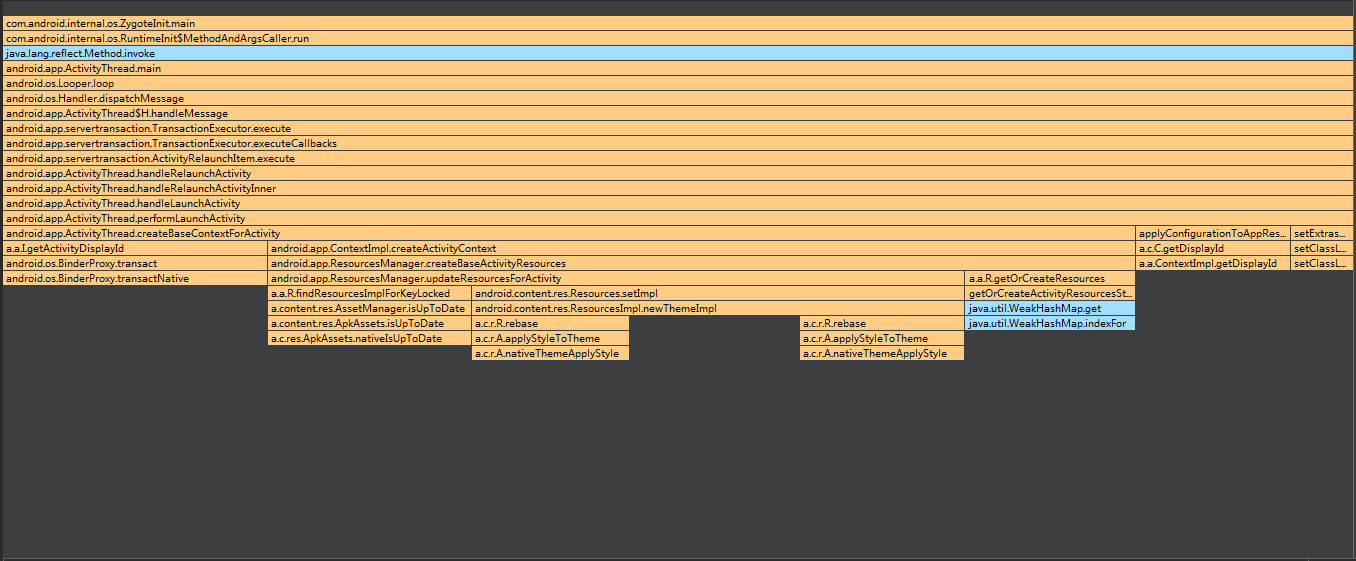 com.android.internal.os.ZygoteInit.main
com.android.internal.os.RuntimeInit$MethodAndArgsCaller.run
java.lang.reflect.Method.invoke
android.app.ActivityThread.main
android.os.Looper.loop
android.os.Handler.dispatchMessage
android.app.ActivityThread$H.handleMessage
android.app.servertransaction.TransactionExecutor.execute
android.app.servertransaction.TransactionExecutor.executeCallbacks
android.app.servertransaction.ActivityRelaunchItem.execute
android.app.ActivityThread.handleRelaunchActivity
android.app.ActivityThread.handleRelaunchActivityInner
android.app.ActivityThread.handleLaunchActivity
android.app.ActivityThread.performLaunchActivity
android.app.ActivityThread.createBaseContextForActivity applyConfigurationToAppRes... setExtras...
a.a.I.getActivityDisplayId android.app.ContextImpl.createActivityContext a.c.C.getDisplayId setClassL...
android.os.BinderProxy.transact android.app.ResourcesManager.createBaseActivityResources a.a.ContextImpl.getDisplayId setClassL...
android.os.BinderProxy.transactNative android.app.ResourcesManager.updateResourcesForActivity a.a.R.getOrCreateResources
a.a.R.findResourcesImplForKeyLocked android.content.res.Resources.setImpl getOrCreateActivityResourcesSt...
a.content.res.AssetManager.isUpToDate android.content.res.ResourcesImpl.newThemeImpl java.util.WeakHashMap.get
a.content.res.ApkAssets.isUpToDate a.c.r.R.rebase a.c.r.R.rebase java.util.WeakHashMap.indexFor
a.c.res.ApkAssets.nativeIsUpToDate a.c.r.A.applyStyleToTheme a.c.r.A.applyStyleToTheme
a.c.r.A.nativeThemeApplyStyle a.c.r.A.nativeThemeApplyStyle